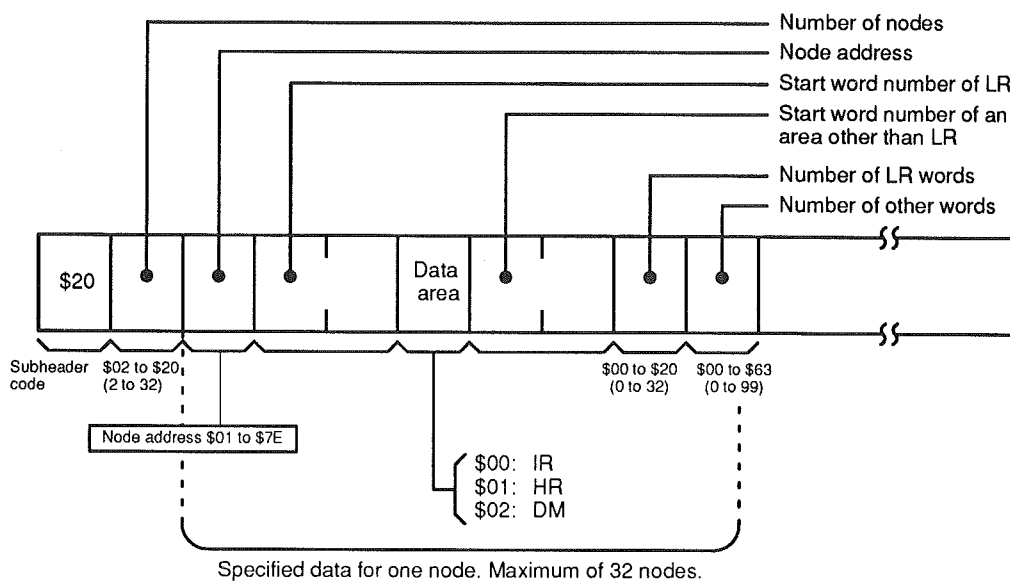 Number of nodes
Node address
Start word number of LR
Start word number of an
area other than LR
Number of LR words
Number of other words
$20
Data
area
Subheader
code
$02 to $20
(2 to 32)
$00 to $20
(0 to 32)
$00 to $63
(0 to 99)
Node address $01 to $7E
$00: IR
$01: HR
$02: DM
Specified data for one node. Maximum of 32 nodes.